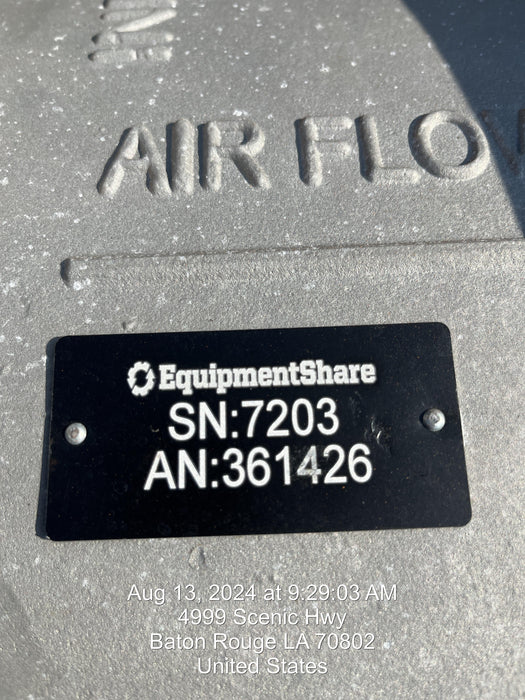 AIR FLO
EquipmentShare
SN:7203
AN:361426
Aug 13, 2024 at 9:29:03 AM
4999 Scenic Hwy
Baton Rouge LA 70802
United States